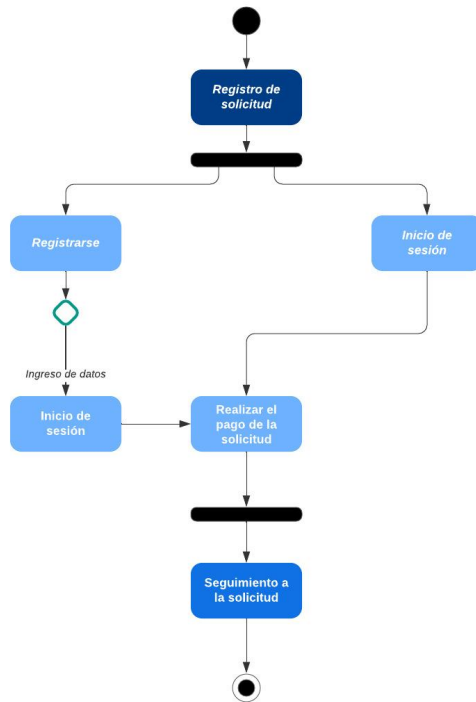 Registro de
solicitud
Registrarse
Inicio de
sesión
Ingreso de datos
Inicio de
sesión
Realizar el
pago de la
solicitud
Seguimiento a
la solicitud